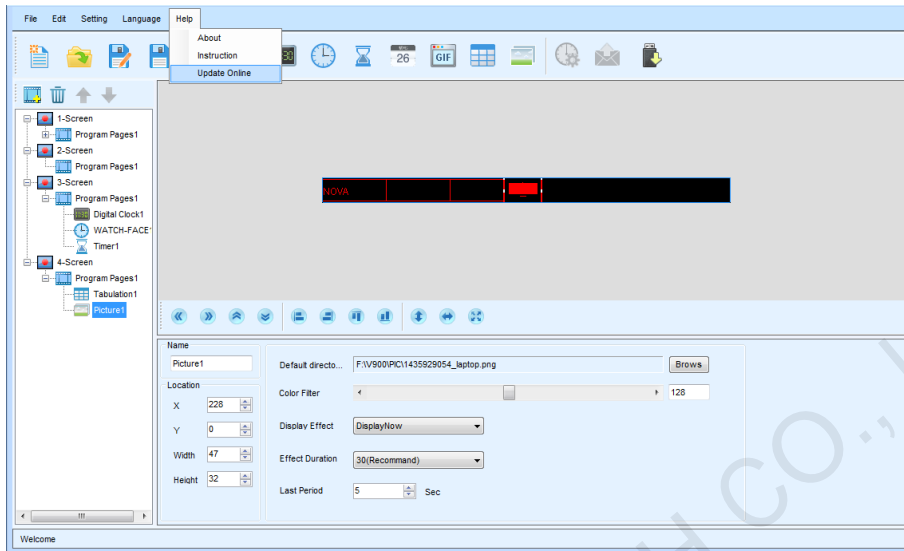 File Edit Setting Language Help
About
Instruction
Update Online
26
GIF
1-Screen
Program Pages1
2-Screen
Program Pages1
3-Screen
Program Pages1
Digital Clock1
WATCH-FACE
Timer1
4-Screen
Program Pages1
Tabulation1
Picture1
NOVA
Name
Picture1
Location
X 228
Y 0
Width 47
Height 32
Default directo... F:\V900\PIC\1435929054_laptop.png Brows
Color Filter 128
Display Effect DisplayNow
Effect Duration 30(Recommand)
Last Period 5 Sec
Welcome
CO.,